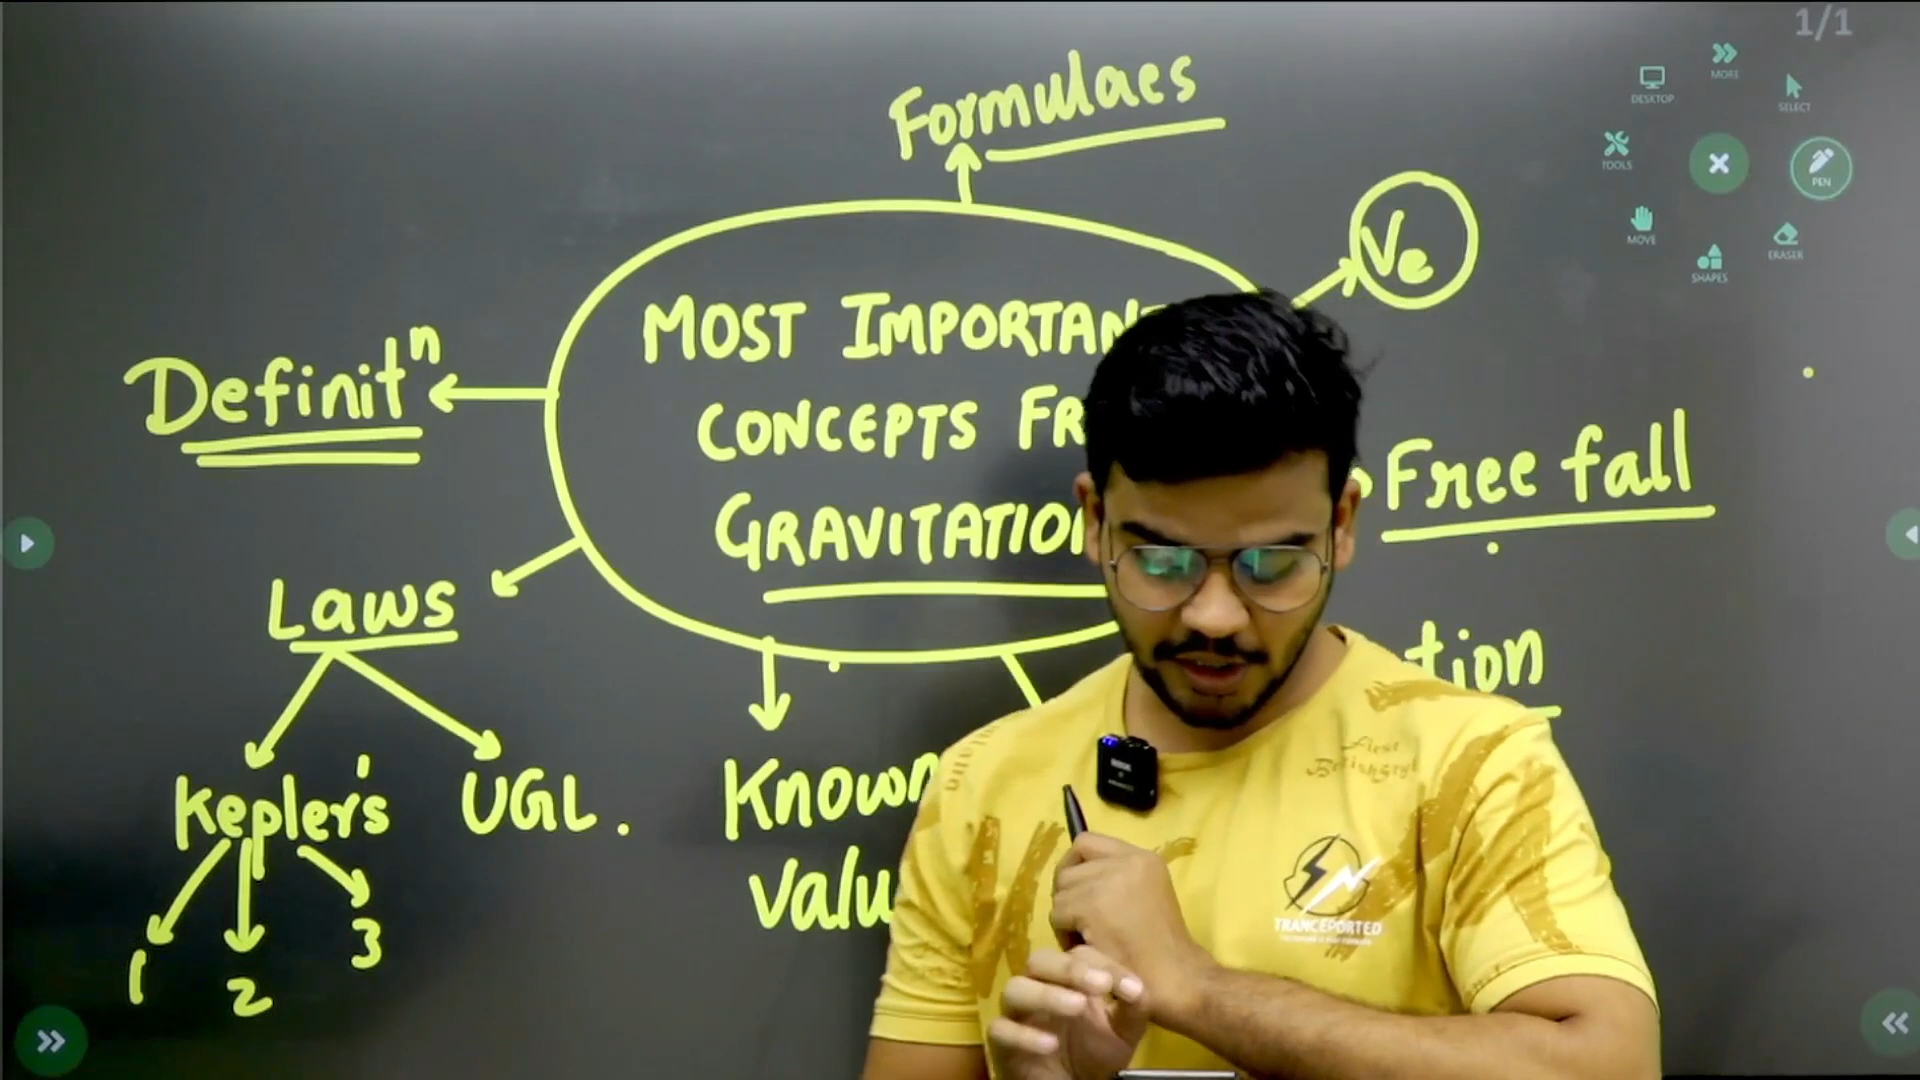 1/1
MORE
DESKTOP
SELECT
TOOLS
PEN
MOVE
ERASER
SHAPES
Formulaes
Ve
MOST IMPORTAN
CONCEPTS FR
GRAVITATION
Definitⁿ
Free fall
Laws
tion
Kepler's
UGL.
Known
Valu
1
2
3
TRANCEPORTED